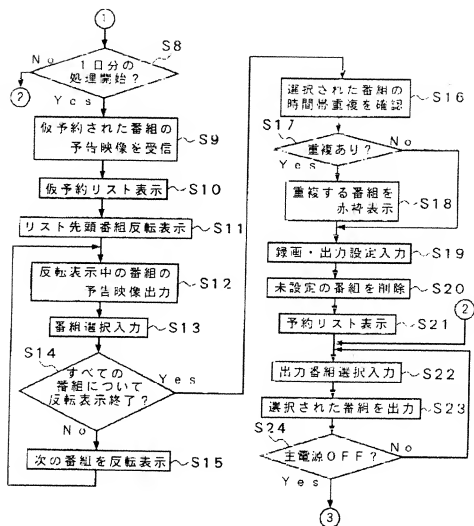 ①
S8
No
1日分の
処理開始?
②
Yes
仮予約された番組の
予告映像を受信
S9
仮予約リスト表示
S10
リスト先頭番組反転表示
S11
反転表示中の番組の
予告映像出力
S12
番組選択入力
S13
S14
すべての
番組について
反転表示終了?
Yes
No
次の番組を反転表示
S15
選択された番組の
時間帯重複を確認
S16
S17
重複あり?
No
Yes
重複する番組を
赤枠表示
S18
録画・出力設定入力
S19
未設定の番組を削除
S20
②
予約リスト表示
S21
出力番組選択入力
S22
選択された番組を出力
S23
S24
主電源OFF?
No
Yes
③